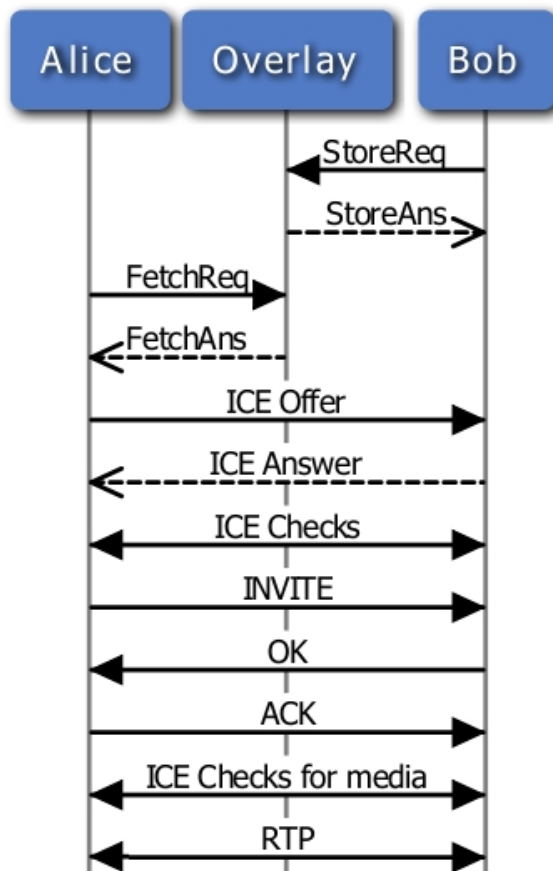 Alice
Overlay
Bob
StoreReq
StoreAns
FetchReq
FetchAns
ICE Offer
ICE Answer
ICE Checks
INVITE
OK
ACK
ICE Checks for media
RTP